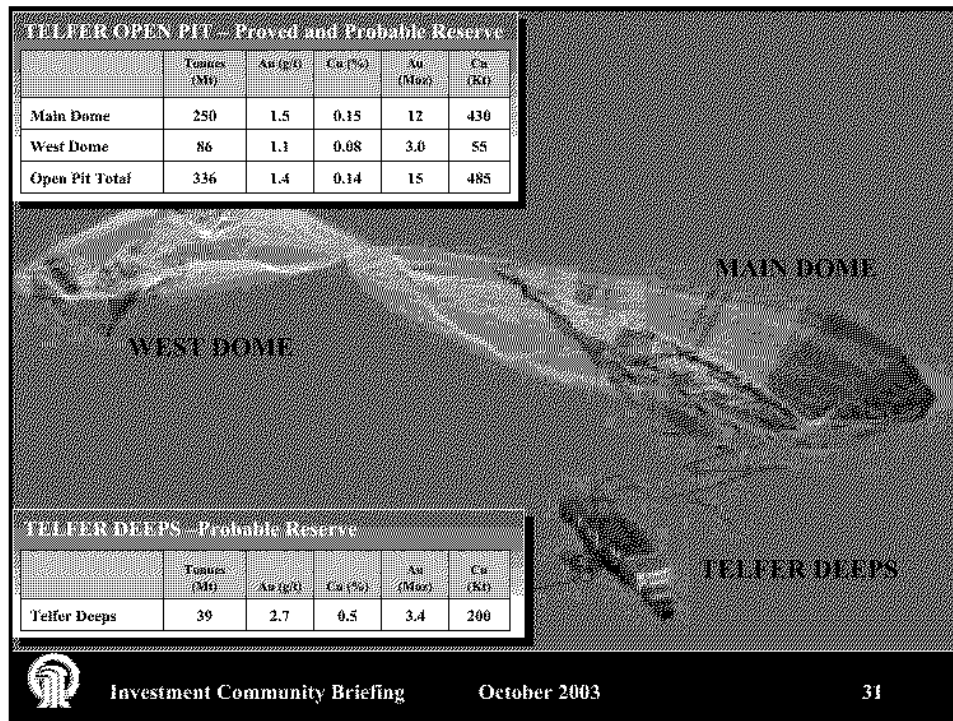 TELFER OPEN PIT – Proved and Probable Reserve
Tonnes (Mt) Au (g/t) Cu (%) Au (Moz) Cu (Kt)
Main Dome 250 1.5 0.15 12 430
West Dome 86 1.1 0.08 3.0 55
Open Pit Total 336 1.4 0.14 15 485
MAIN DOME
WEST DOME
TELFER DEEPS –Probable Reserve
Tonnes (Mt) Au (g/t) Cu (%) Au (Moz) Cu (Kt)
Telfer Deeps 39 2.7 0.5 3.4 200
TELFER DEEPS
Investment Community Briefing October 2003 31